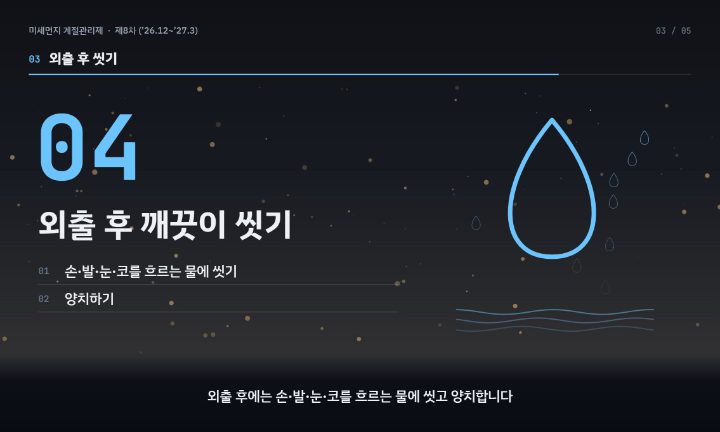 미세먼지 계절관리제 · 제8차 ('26.12~'27.3)
03 / 05
03 외출 후 씻기
04
외출 후 깨끗이 씻기
01 손·발·눈·코를 흐르는 물에 씻기
02 양치하기
외출 후에는 손·발·눈·코를 흐르는 물에 씻고 양치합니다